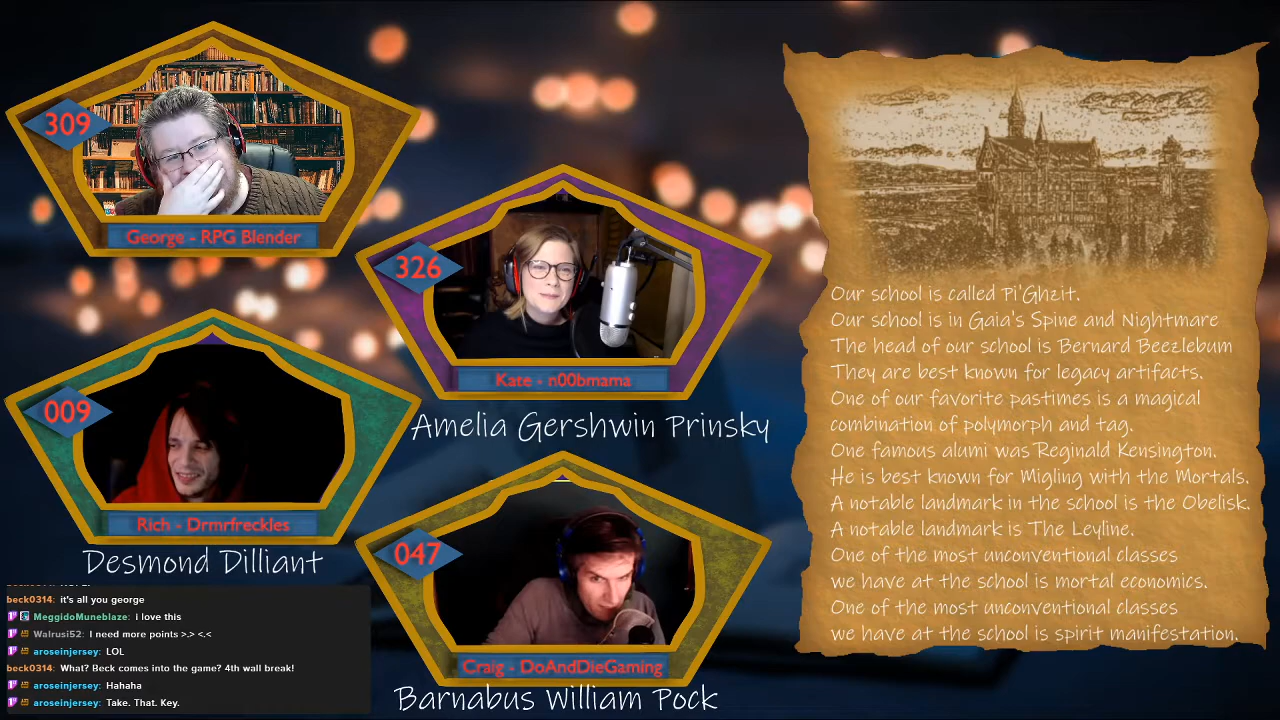 309
George - RPG Blender
326
Kate - n00bmama
Amelia Gershwin Prinsky
009
Rich - Drmrfreckles
Desmond Dilliant
047
Craig - DoAndDieGaming
Barnabus William Pock
beck0314: it's all you george
MeggidoMuneblaze: i love this
Walrusi52: I need more points >.> <.<
aroseinjersey: LOL
beck0314: What? Beck comes into the game? 4th wall break!
aroseinjersey: Hahaha
aroseinjersey: Take. That. Key.
Our school is called Pi'Ghzit.
Our school is in Gaia's Spine and Nightmare
The head of our school is Bernard Beezlebum
They are best known for legacy artifacts.
One of our favorite pastimes is a magical
combination of polymorph and tag.
One famous alumi was Reginald Kensington.
He is best known for Migling with the Mortals.
A notable landmark in the school is the Obelisk.
A notable landmark is The Leyline.
One of the most unconventional classes
we have at the school is mortal economics.
One of the most unconventional classes
we have at the school is spirit manifestation.